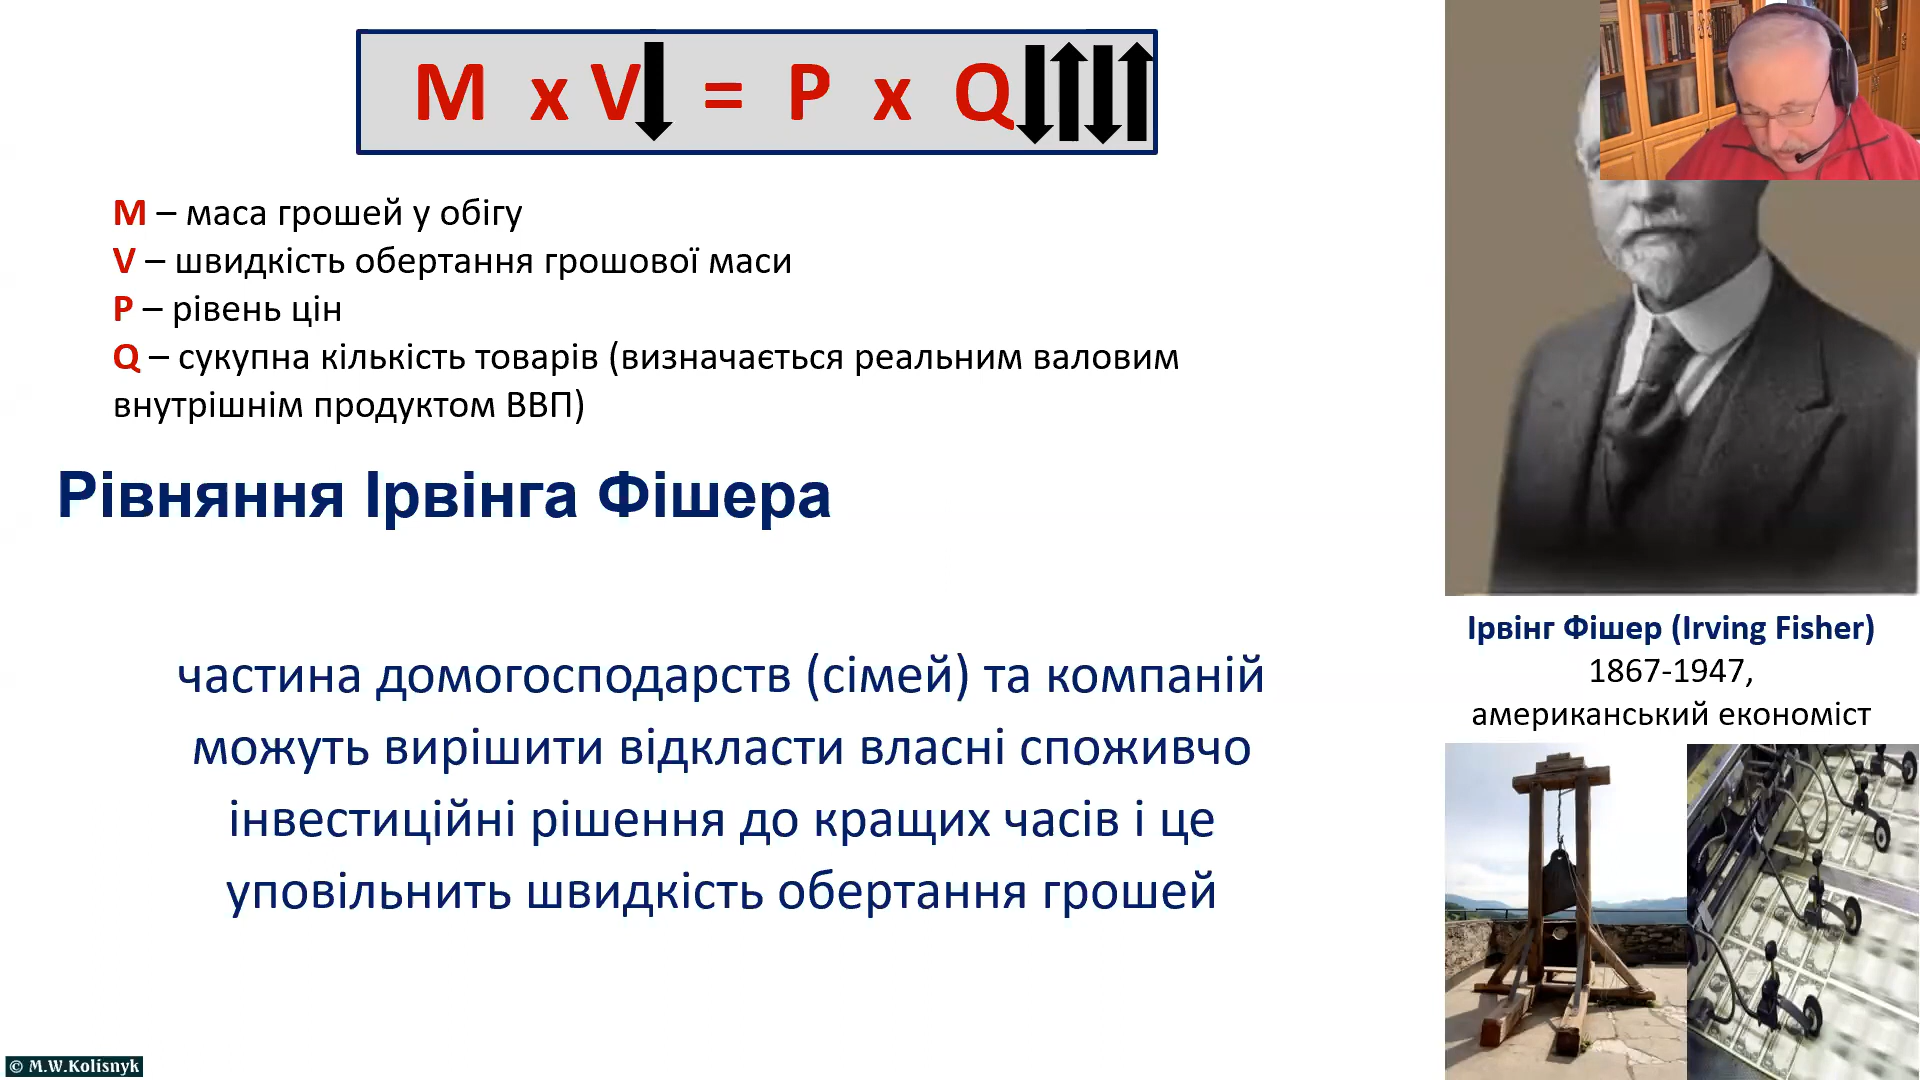 M x V = P x Q
M – маса грошей у обігу
V – швидкість обертання грошової маси
P – рівень цін
Q – сукупна кількість товарів (визначається реальним валовим
внутрішнім продуктом ВВП)
Рівняння Ірвінга Фішера
частина домогосподарств (сімей) та компаній
можуть вирішити відкласти власні споживчо
інвестиційні рішення до кращих часів і це
уповільнить швидкість обертання грошей
Ірвінг Фішер (Irving Fisher)
1867-1947,
американський економіст
© M.W.Kolisnyk